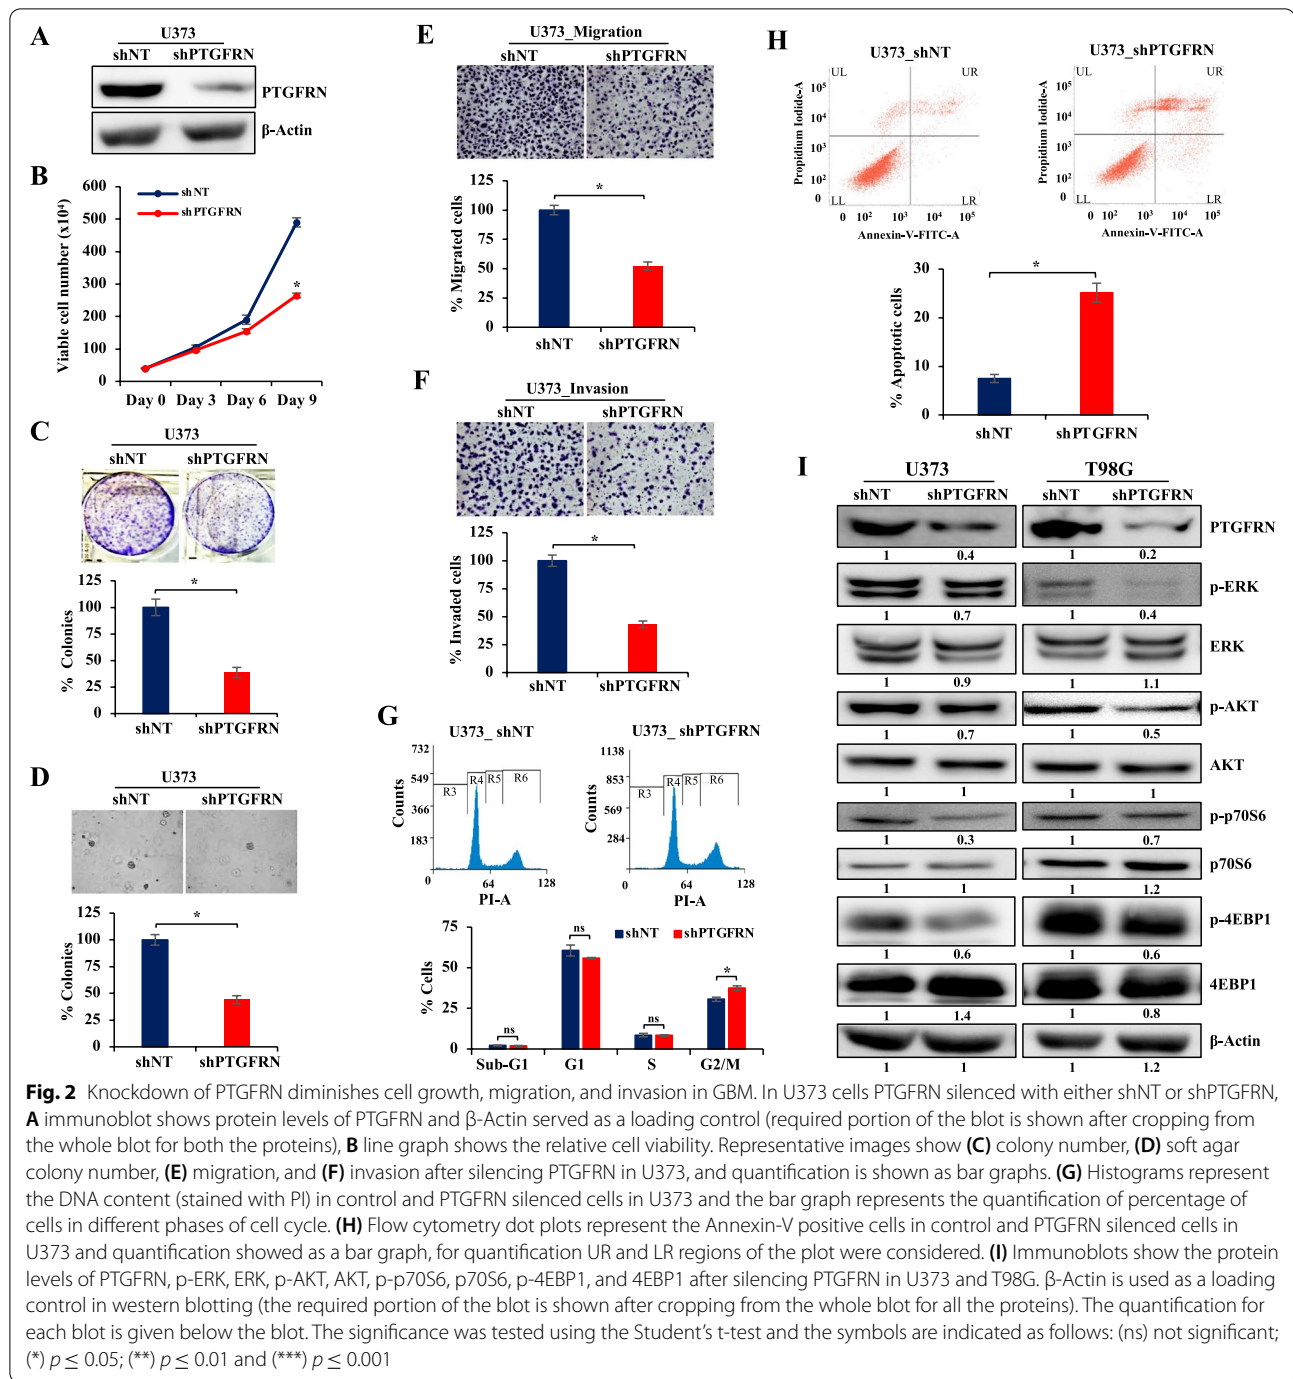 A
U373
shNT shPTGFRN
PTGFRN
β-Actin
B
Viable cell number (x10⁴)
600
500
400
300
200
100
0
shNT
shPTGFRN
*
Day 0 Day 3 Day 6 Day 9
C
U373
shNT shPTGFRN
% Colonies
125
100
75
50
25
0
*
shNT shPTGFRN
D
U373
shNT shPTGFRN
% Colonies
125
100
75
50
25
0
*
shNT shPTGFRN
E
U373_Migration
shNT shPTGFRN
% Migrated cells
125
100
75
50
25
0
*
shNT shPTGFRN
F
U373_Invasion
shNT shPTGFRN
% Invaded cells
125
100
75
50
25
0
*
shNT shPTGFRN
G
U373_ shNT
Counts
732
549
366
183
0
R3 R4 R5 R6
0 64 128
PI-A
U373_ shPTGFRN
Counts
1138
853
569
284
0
R3 R4 R5 R6
0 64 128
PI-A
shNT shPTGFRN
% Cells
75
50
25
0
ns ns ns *
Sub-G1 G1 S G2/M
H
U373_shNT
UL UR
Propidium Iodide-A
10⁵
10⁴
10³
10²
0
LL LR
0 10² 10³ 10⁴ 10⁵
Annexin-V-FITC-A
U373_shPTGFRN
UL UR
Propidium Iodide-A
10⁵
10⁴
10³
10²
0
LL LR
0 10² 10³ 10⁴ 10⁵
Annexin-V-FITC-A
% Apoptotic cells
30
20
10
0
*
shNT shPTGFRN
I
U373 T98G
shNT shPTGFRN shNT shPTGFRN
PTGFRN
1 0.4 1 0.2
p-ERK
1 0.7 1 0.4
ERK
1 0.9 1 1.1
p-AKT
1 0.7 1 0.5
AKT
1 1 1 1
p-p70S6
1 0.3 1 0.7
p70S6
1 1 1 1.2
p-4EBP1
1 0.6 1 0.6
4EBP1
1 1.4 1 0.8
β-Actin
1 1 1 1.2
Fig. 2 Knockdown of PTGFRN diminishes cell growth, migration, and invasion in GBM. In U373 cells PTGFRN silenced with either shNT or shPTGFRN,
A immunoblot shows protein levels of PTGFRN and β-Actin served as a loading control (required portion of the blot is shown after cropping from
the whole blot for both the proteins), B line graph shows the relative cell viability. Representative images show (C) colony number, (D) soft agar
colony number, (E) migration, and (F) invasion after silencing PTGFRN in U373, and quantification is shown as bar graphs. (G) Histograms represent
the DNA content (stained with PI) in control and PTGFRN silenced cells in U373 and the bar graph represents the quantification of percentage of
cells in different phases of cell cycle. (H) Flow cytometry dot plots represent the Annexin-V positive cells in control and PTGFRN silenced cells in
U373 and quantification showed as a bar graph, for quantification UR and LR regions of the plot were considered. (I) Immunoblots show the protein
levels of PTGFRN, p-ERK, ERK, p-AKT, AKT, p-p70S6, p70S6, p-4EBP1, and 4EBP1 after silencing PTGFRN in U373 and T98G. β-Actin is used as a loading
control in western blotting (the required portion of the blot is shown after cropping from the whole blot for all the proteins). The quantification for
each blot is given below the blot. The significance was tested using the Student's t-test and the symbols are indicated as follows: (ns) not significant;
(*) p ≤ 0.05; (**) p ≤ 0.01 and (***) p ≤ 0.001